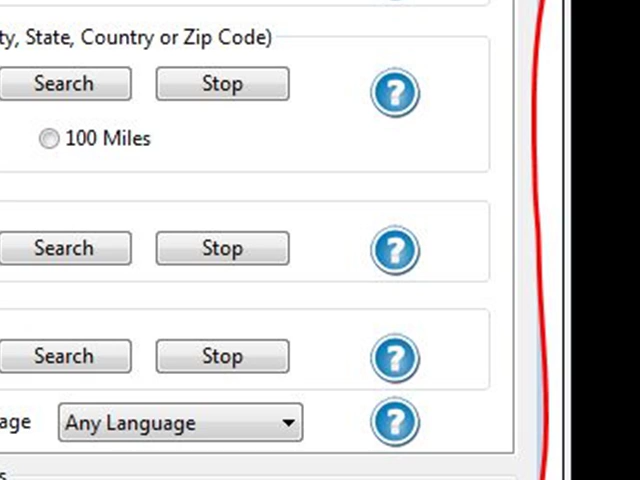 ty, State, Country or Zip Code)
Search Stop ?
100 Miles
Search Stop ?
Search Stop ?
age Any Language ?
s